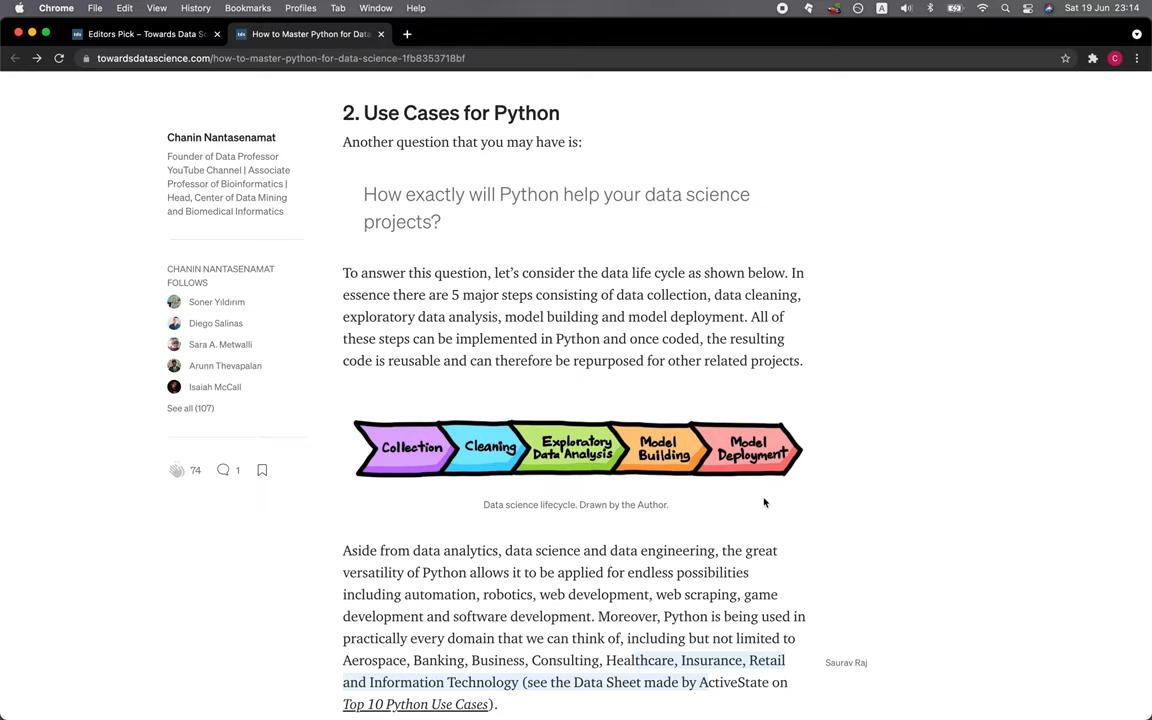 Chrome File Edit View History Bookmarks Profiles Tab Window Help A Sat 19 Jun 23:14
Editors Pick – Towards Data Sc How to Master Python for Data
towardsdatascience.com/how-to-master-python-for-data-science-1fb8353718bf C
2. Use Cases for Python
Chanin Nantasenamat
Founder of Data Professor
YouTube Channel | Associate
Professor of Bioinformatics |
Head, Center of Data Mining
and Biomedical Informatics
CHANIN NANTASENAMAT
FOLLOWS
Soner Yıldırım
Diego Salinas
Sara A. Metwalli
Arunn Thevapalan
Isaiah McCall
See all (107)
74 1
Another question that you may have is:
How exactly will Python help your data science
projects?
To answer this question, let’s consider the data life cycle as shown below. In
essence there are 5 major steps consisting of data collection, data cleaning,
exploratory data analysis, model building and model deployment. All of
these steps can be implemented in Python and once coded, the resulting
code is reusable and can therefore be repurposed for other related projects.
Collection
Cleaning
Exploratory
Data Analysis
Model
Building
Model
Deployment
Data science lifecycle. Drawn by the Author.
Aside from data analytics, data science and data engineering, the great
versatility of Python allows it to be applied for endless possibilities
including automation, robotics, web development, web scraping, game
development and software development. Moreover, Python is being used in
practically every domain that we can think of, including but not limited to
Aerospace, Banking, Business, Consulting, Healthcare, Insurance, Retail
and Information Technology (see the Data Sheet made by ActiveState on
Top 10 Python Use Cases).
Saurav Raj